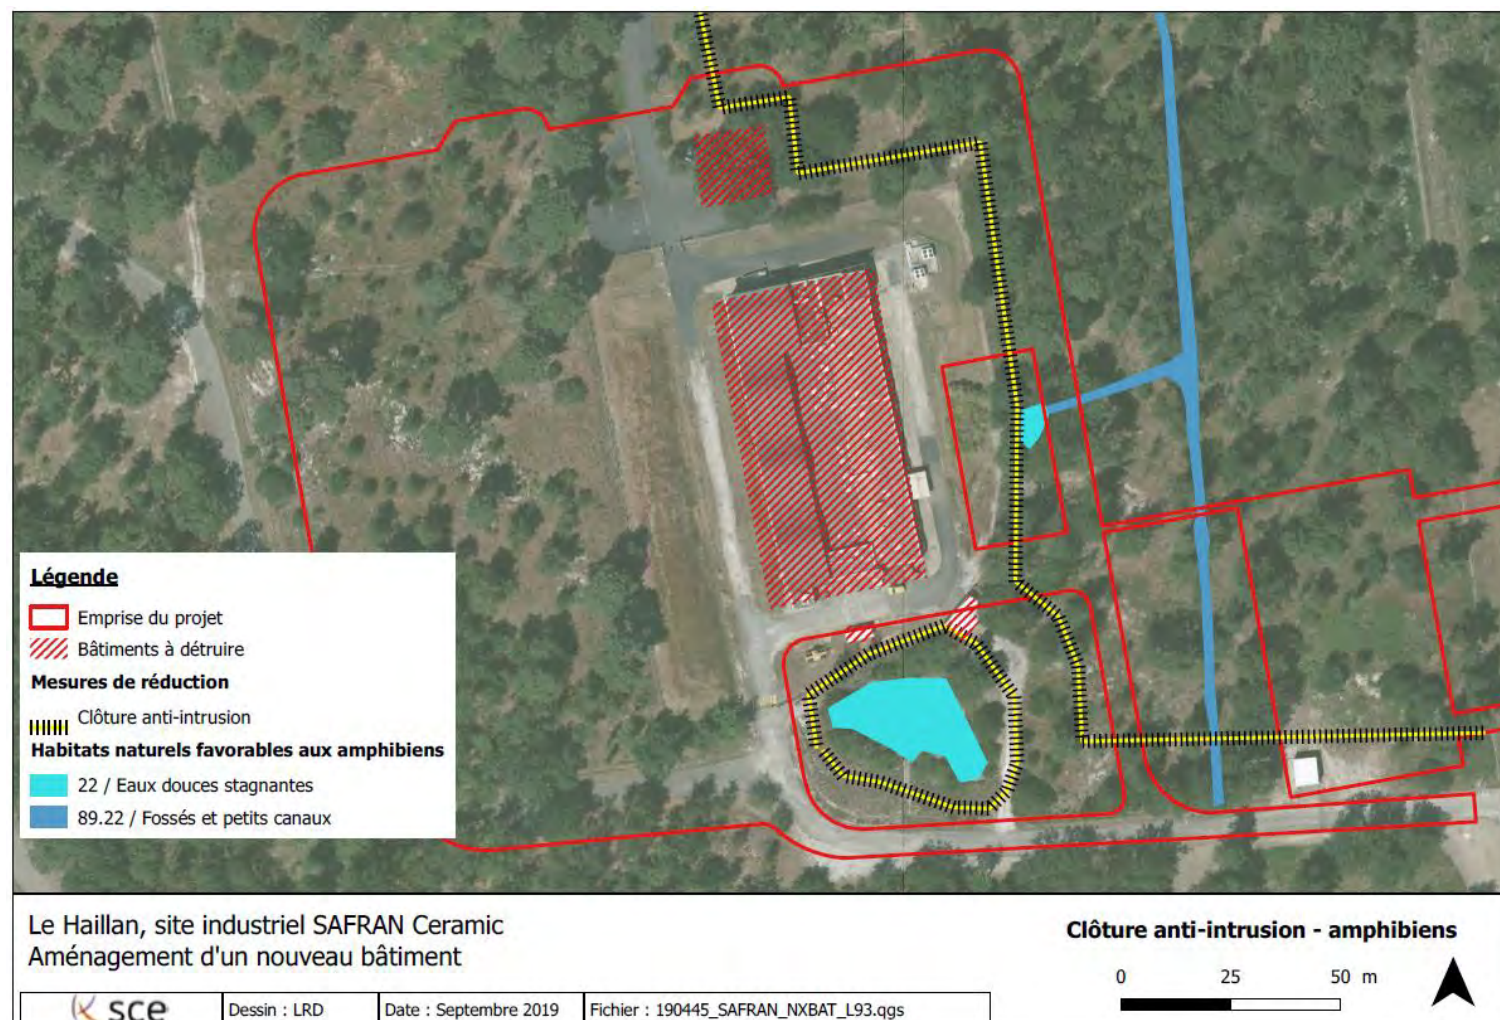 Légende
Emprise du projet
Bâtiments à détruire
Mesures de réduction
Clôture anti-intrusion
Habitats naturels favorables aux amphibiens
22 / Eaux douces stagnantes
89.22 / Fossés et petits canaux
Le Haillan, site industriel SAFRAN Ceramic
Aménagement d'un nouveau bâtiment
Clôture anti-intrusion - amphibiens
0 25 50 m
sce
Dessin : LRD
Date : Septembre 2019
Fichier : 190445_SAFRAN_NXBAT_L93.qgs